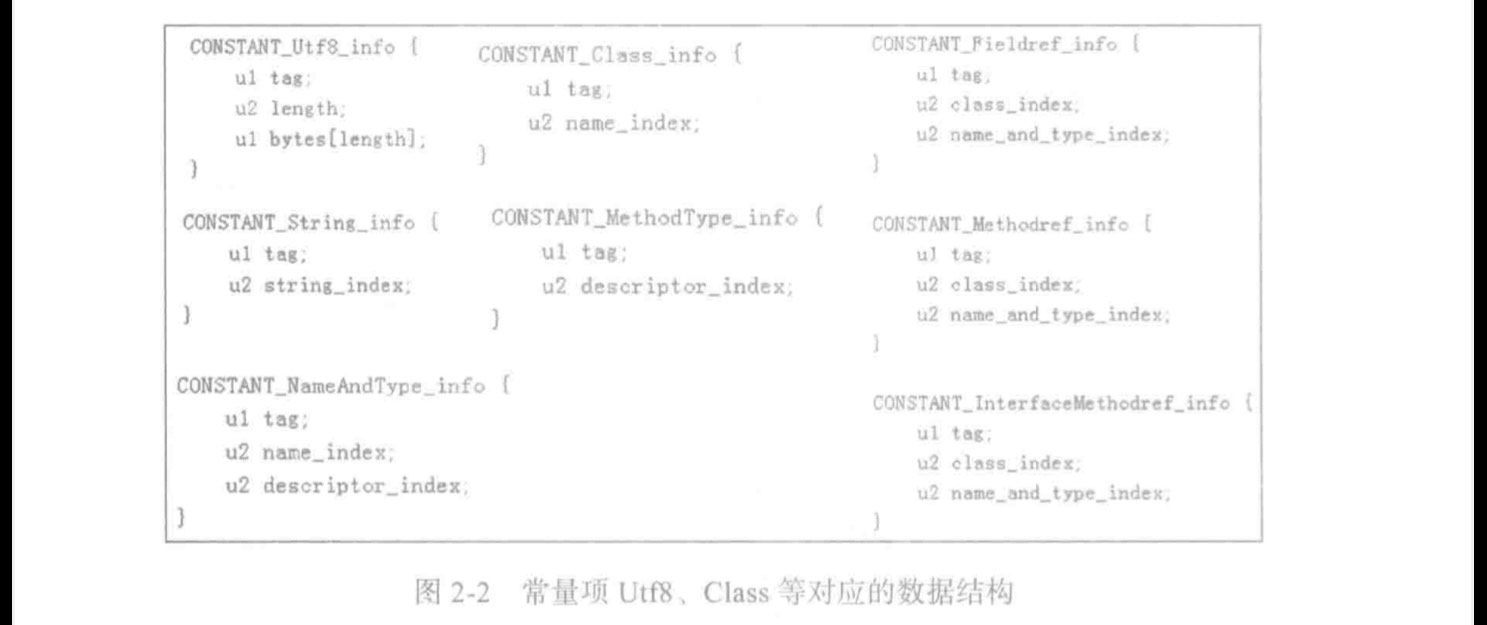 CONSTANT_Utf8_info {
u1 tag;
u2 length;
u1 bytes[length];
}
CONSTANT_Class_info {
u1 tag;
u2 name_index;
}
CONSTANT_Fieldref_info {
u1 tag;
u2 class_index;
u2 name_and_type_index;
}
CONSTANT_String_info {
u1 tag;
u2 string_index;
}
CONSTANT_MethodType_info {
u1 tag;
u2 descriptor_index;
}
CONSTANT_Methodref_info {
u1 tag;
u2 class_index;
u2 name_and_type_index;
}
CONSTANT_NameAndType_info {
u1 tag;
u2 name_index;
u2 descriptor_index;
}
CONSTANT_InterfaceMethodref_info {
u1 tag;
u2 class_index;
u2 name_and_type_index;
}
图 2-2 常量项 Utf8、Class 等对应的数据结构